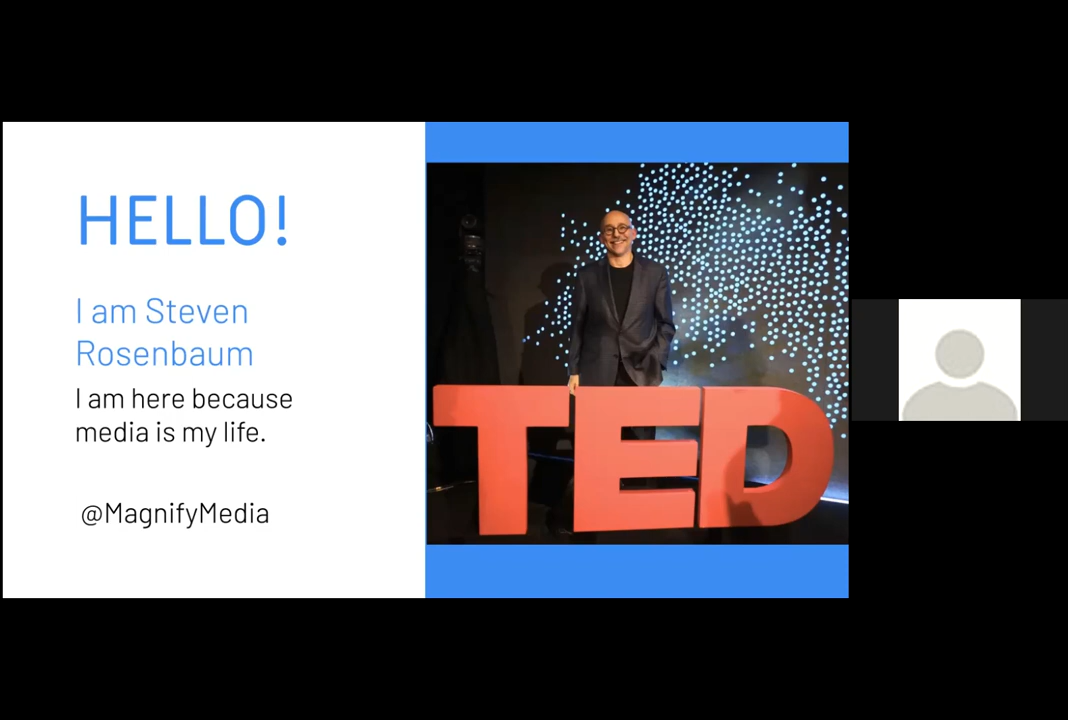 HELLO!
I am Steven
Rosenbaum
I am here because
media is my life.
@MagnifyMedia
TED